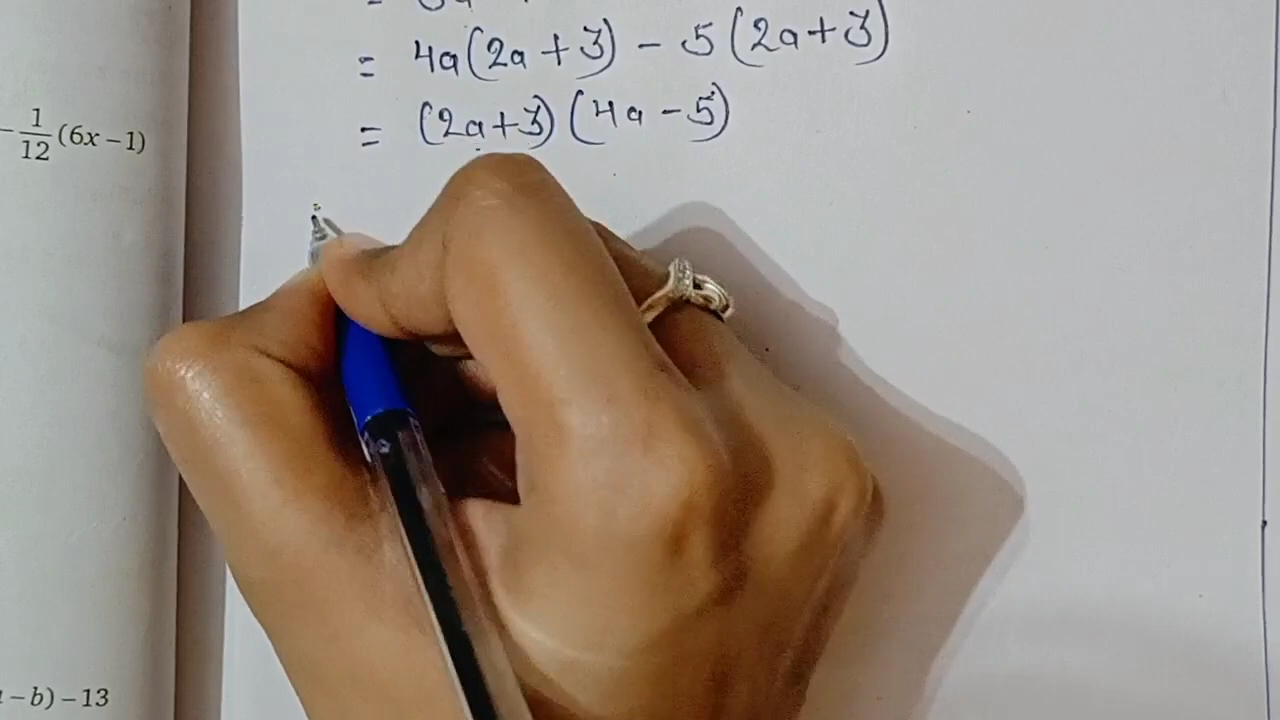 = 4a(2a+3) - 5(2a+3)
= (2a+3)(4a-5)
-1/12(6x-1)
-b)-13